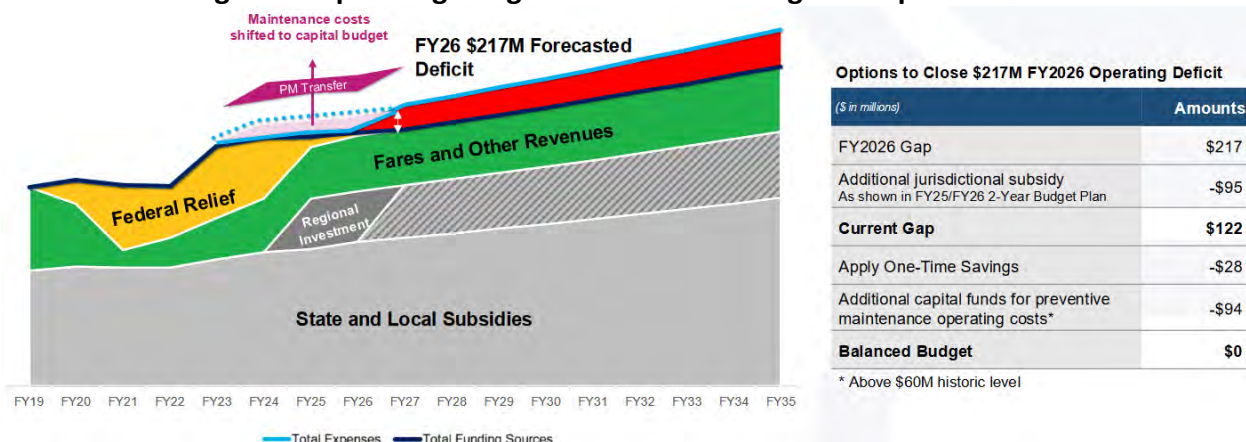 Maintenance costs
shifted to capital budget
FY26 $217M Forecasted
Deficit
PM Transfer
Fares and Other Revenues
Federal Relief
Regional
Investment
State and Local Subsidies
FY19 FY20 FY21 FY22 FY23 FY24 FY25 FY26 FY27 FY28 FY29 FY30 FY31 FY32 FY33 FY34 FY35
Total Expenses Total Funding Sources
Options to Close $217M FY2026 Operating Deficit
($ in millions) Amounts
FY2026 Gap $217
Additional jurisdictional subsidy
As shown in FY25/FY26 2-Year Budget Plan -$95
Current Gap $122
Apply One-Time Savings -$28
Additional capital funds for preventive
maintenance operating costs* -$94
Balanced Budget $0
* Above $60M historic level